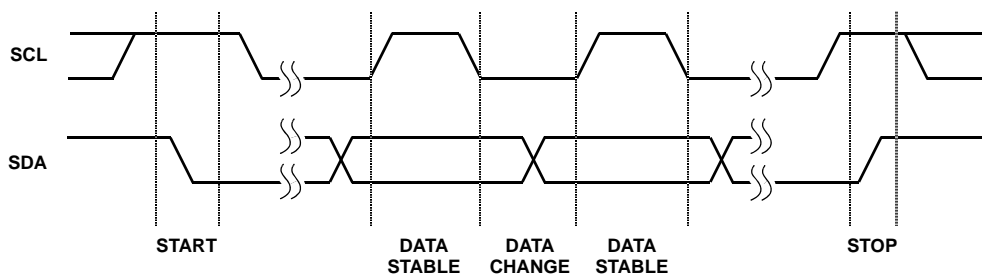 SCL
SDA
START
DATA
STABLE
DATA
CHANGE
DATA
STABLE
STOP